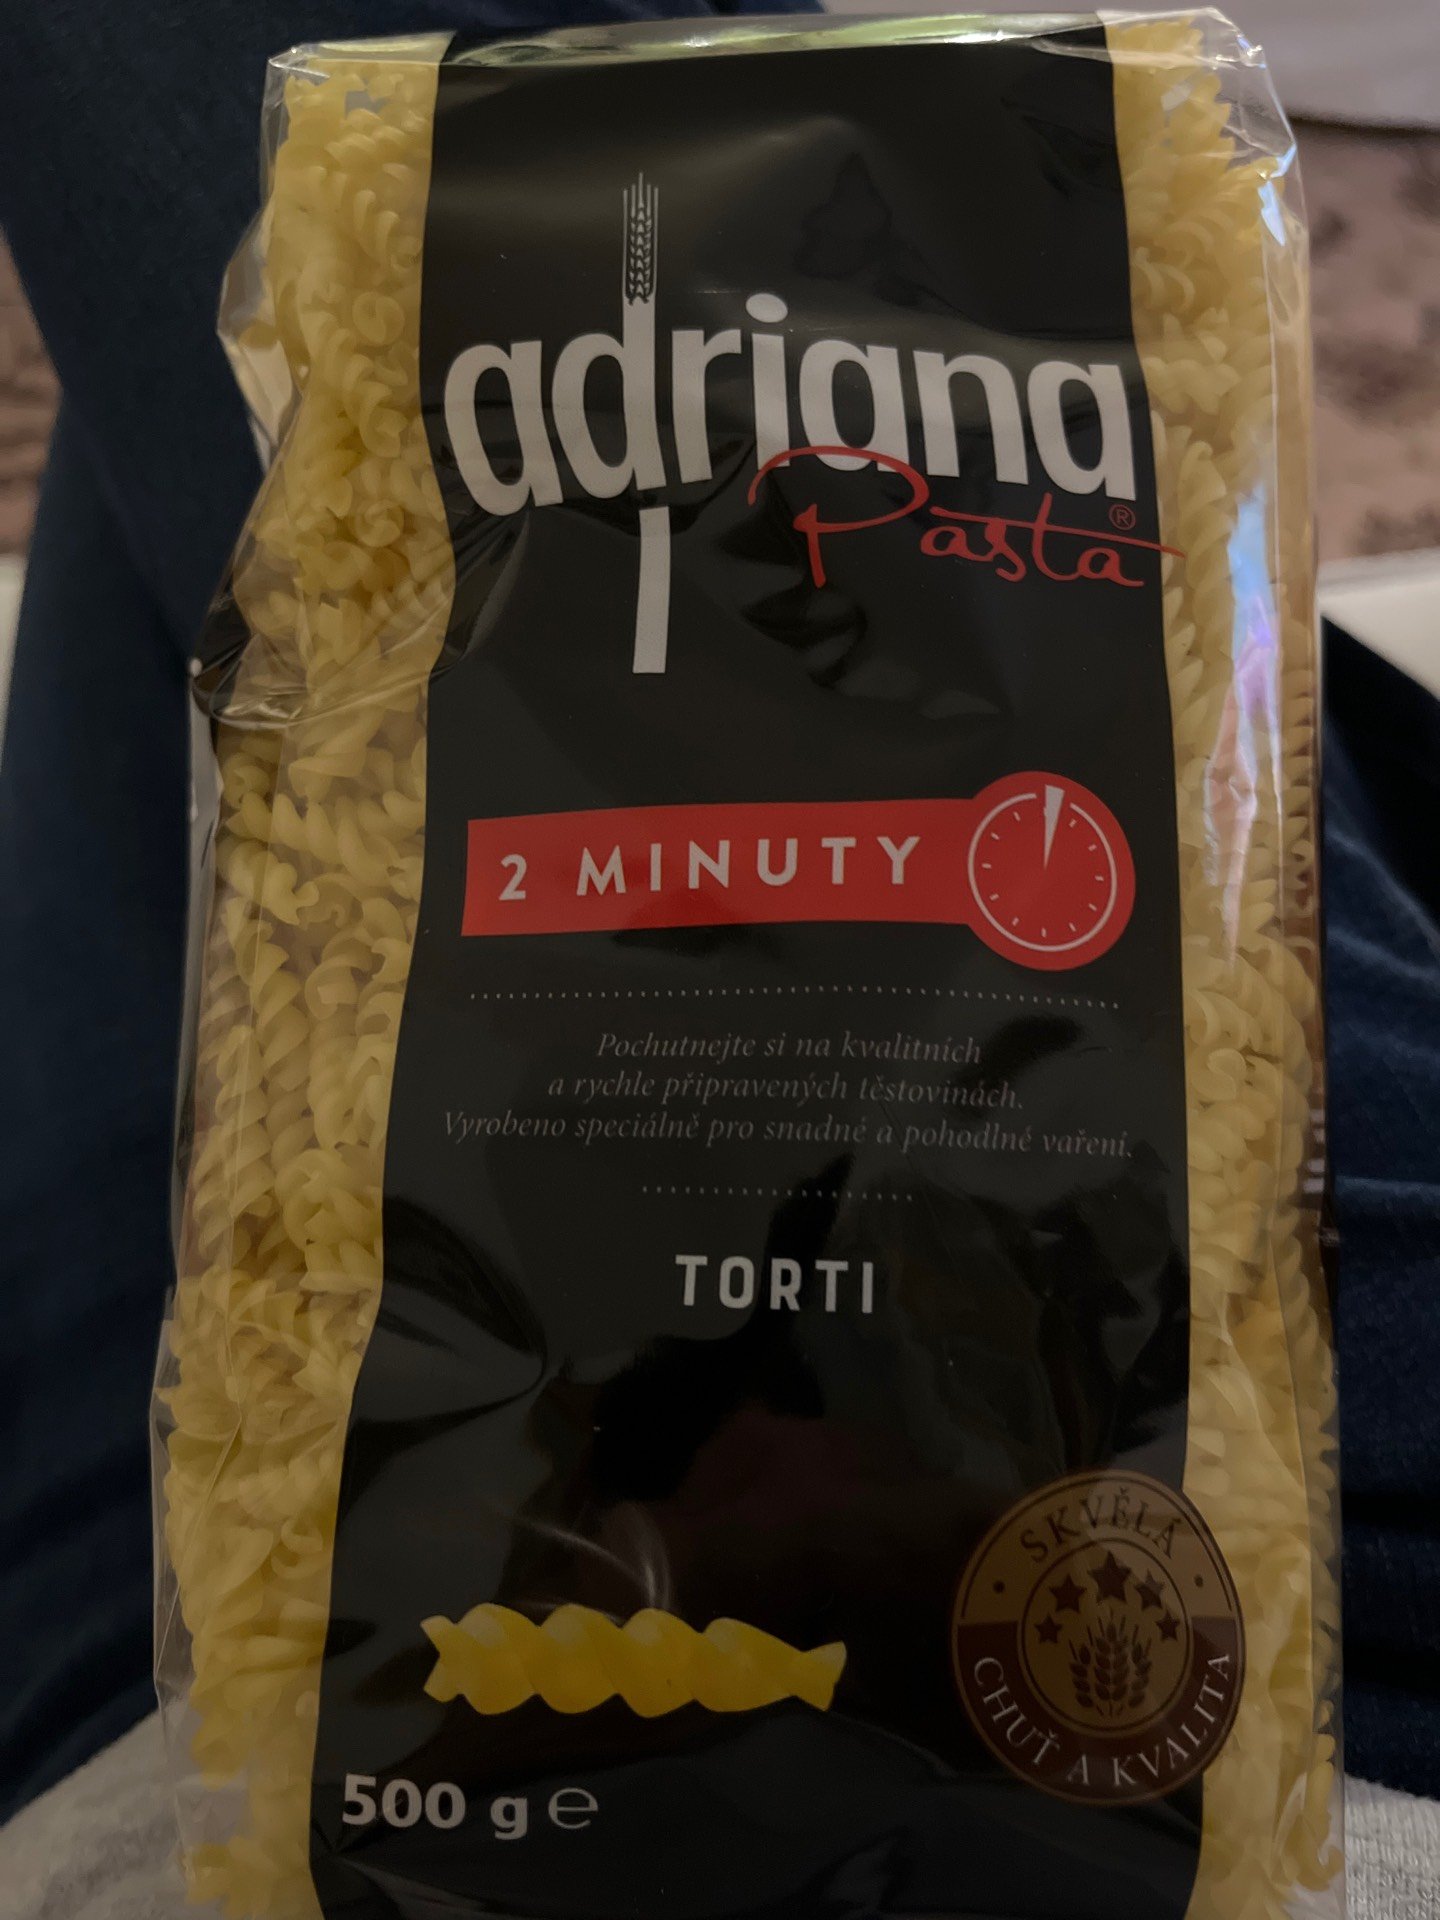 adriana
Pasta®
2 MINUTY
Pochutnejte si na kvalitních
a rychle připravených těstovinách.
Vyrobeno speciálně pro snadné a pohodlné vaření.
TORTI
SKVĚLÁ
CHUŤ A KVALITA
500 g ℮